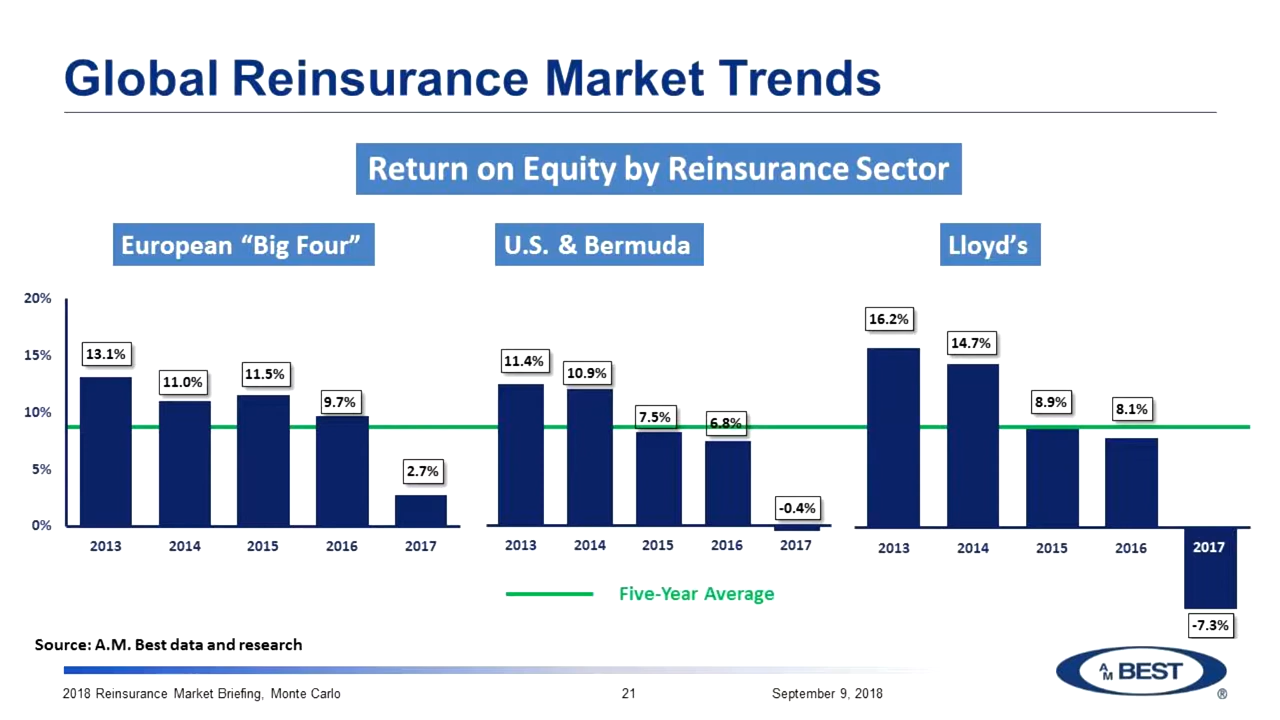 Global Reinsurance Market Trends
Return on Equity by Reinsurance Sector
European “Big Four”
U.S. & Bermuda
Lloyd’s
20%
15%
10%
5%
0%
13.1%
11.0%
11.5%
9.7%
2.7%
2013 2014 2015 2016 2017
11.4%
10.9%
7.5%
6.8%
-0.4%
2013 2014 2015 2016 2017
16.2%
14.7%
8.9%
8.1%
-7.3%
2013 2014 2015 2016 2017
Five-Year Average
Source: A.M. Best data and research
2018 Reinsurance Market Briefing, Monte Carlo
21
September 9, 2018
AM BEST ®